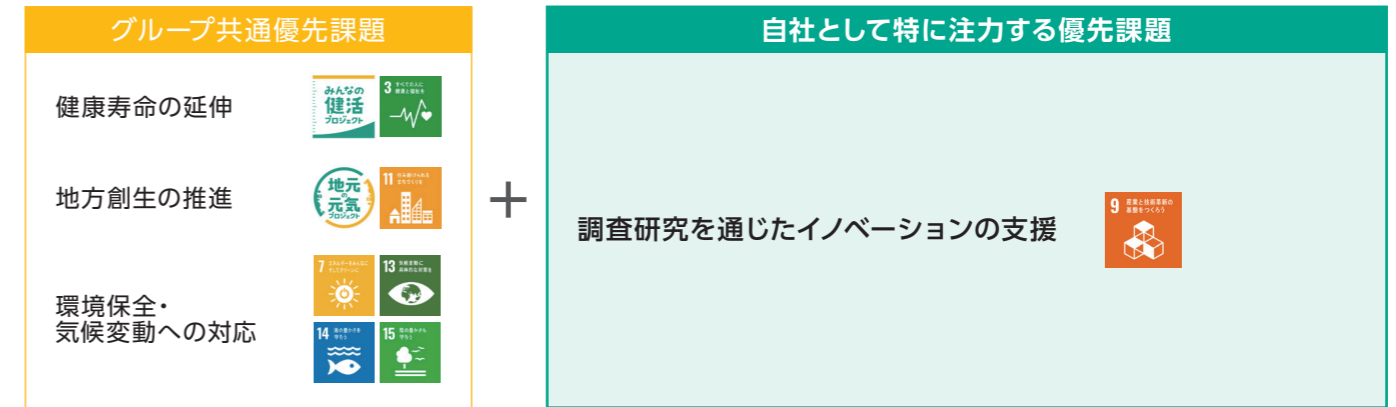 グループ共通優先課題
健康寿命の延伸
みんなの
健活
プロジェクト
3 すべての人に
健康と福祉を
地方創生の推進
地元の
元気
プロジェクト
11 住み続けられる
まちづくりを
環境保全・
気候変動への対応
7 エネルギーをみんなに
そしてクリーンに
13 気候変動に
具体的な対策を
14 海の豊かさを
守ろう
15 陸の豊かさも
守ろう
+
自社として特に注力する優先課題
調査研究を通じたイノベーションの支援
9 産業と技術革新の
基盤をつくろう